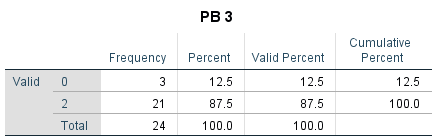 PB 3
Frequency Percent Valid Percent Cumulative Percent
Valid 0 3 12.5 12.5 12.5
2 21 87.5 87.5 100.0
Total 24 100.0 100.0